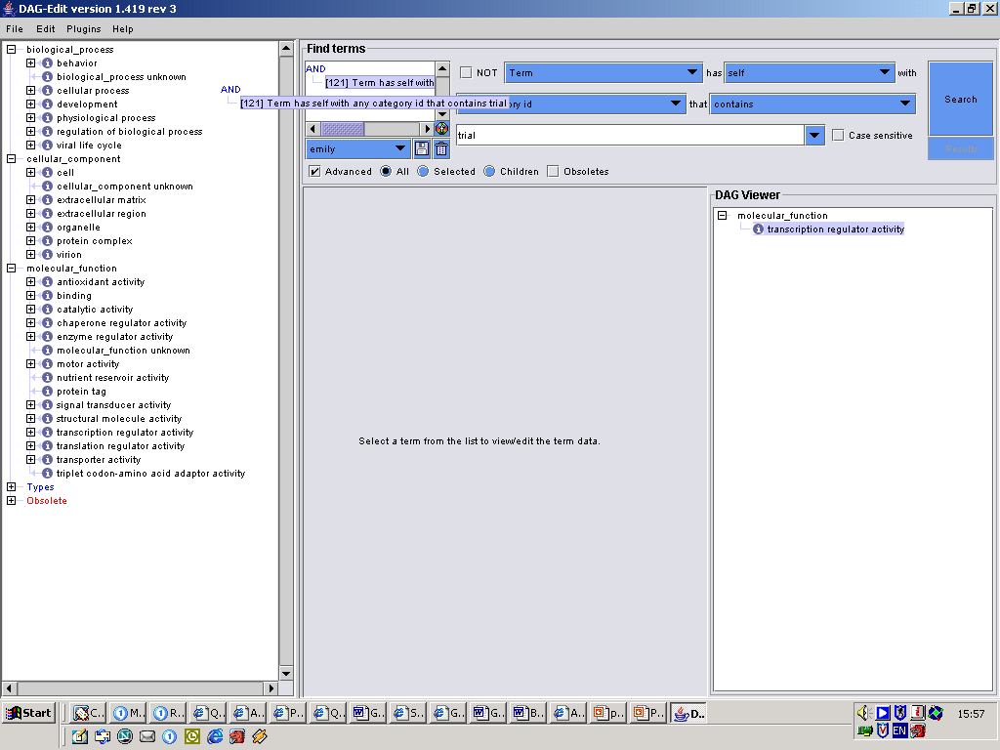 DAG-Edit version 1.419 rev 3
File Edit Plugins Help
biological_process
behavior
biological_process unknown
cellular process
development
physiological process
regulation of biological process
viral life cycle
cellular_component
cell
cellular_component unknown
extracellular matrix
extracellular region
organelle
protein complex
virion
molecular_function
antioxidant activity
binding
catalytic activity
chaperone regulator activity
enzyme regulator activity
molecular_function unknown
motor activity
nutrient reservoir activity
protein tag
signal transducer activity
structural molecule activity
transcription regulator activity
translation regulator activity
transporter activity
triplet codon-amino acid adaptor activity
Types
Obsolete
Find terms
AND
[121] Term has self with
AND
[121] Term has self with any category id that contains trial
NOT Term has self with
ry id that contains
trial Case sensitive
Search
emily
Advanced All Selected Children Obsoletes
Select a term from the list to view/edit the term data.
DAG Viewer
molecular_function
transcription regulator activity
Start C.. M.. R.. Q.. A.. P.. Q.. G.. S.. G.. G.. B.. A.. p.. P.. D..
EN
15:57